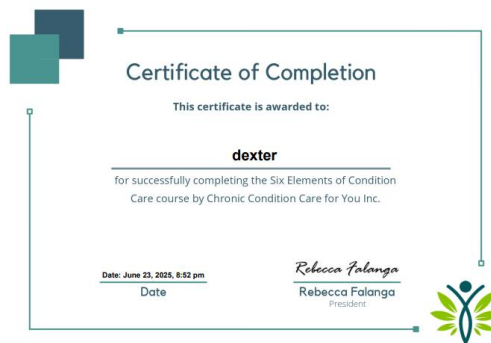 Certificate of Completion
This certificate is awarded to:
dexter
for successfully completing the Six Elements of Condition
Care course by Chronic Condition Care for You Inc.
Date: June 23, 2025, 8:52 pm
Date
Rebecca Falanga
Rebecca Falanga
President